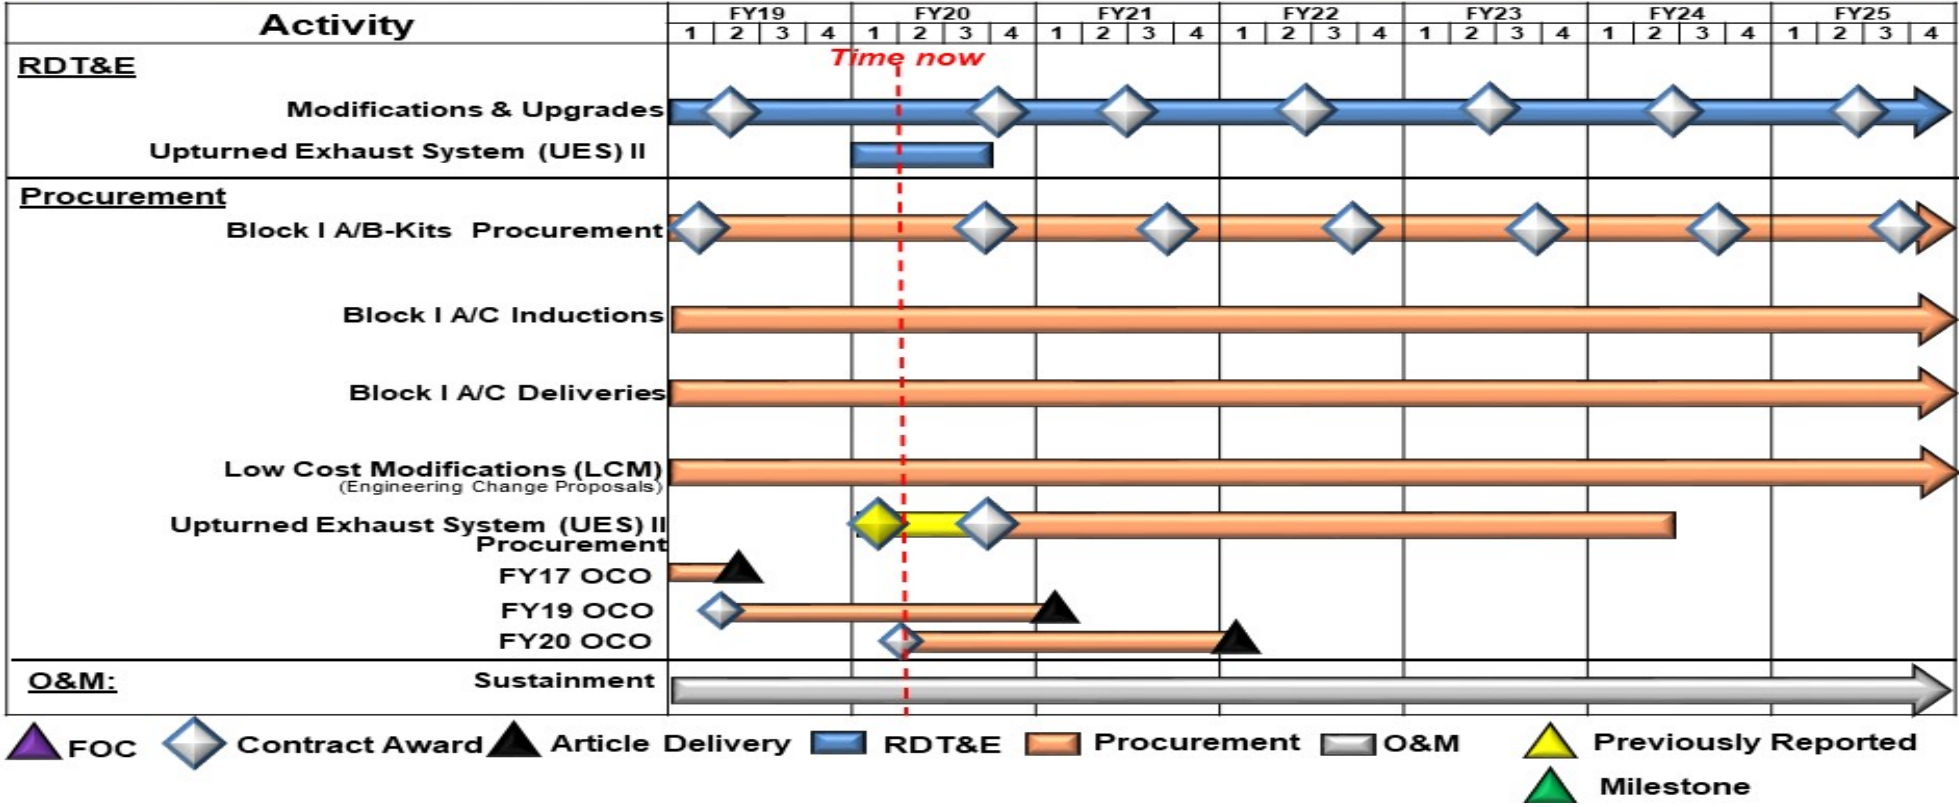 Activity
FY19 FY20 FY21 FY22 FY23 FY24 FY25
1 2 3 4 1 2 3 4 1 2 3 4 1 2 3 4 1 2 3 4 1 2 3 4 1 2 3 4
Time now
RDT&E
Modifications & Upgrades
Upturned Exhaust System (UES) II
Procurement
Block I A/B-Kits Procurement
Block I A/C Inductions
Block I A/C Deliveries
Low Cost Modifications (LCM)
(Engineering Change Proposals)
Upturned Exhaust System (UES) II
Procurement
FY17 OCO
FY19 OCO
FY20 OCO
O&M: Sustainment
FOC Contract Award Article Delivery RDT&E Procurement O&M Previously Reported
Milestone